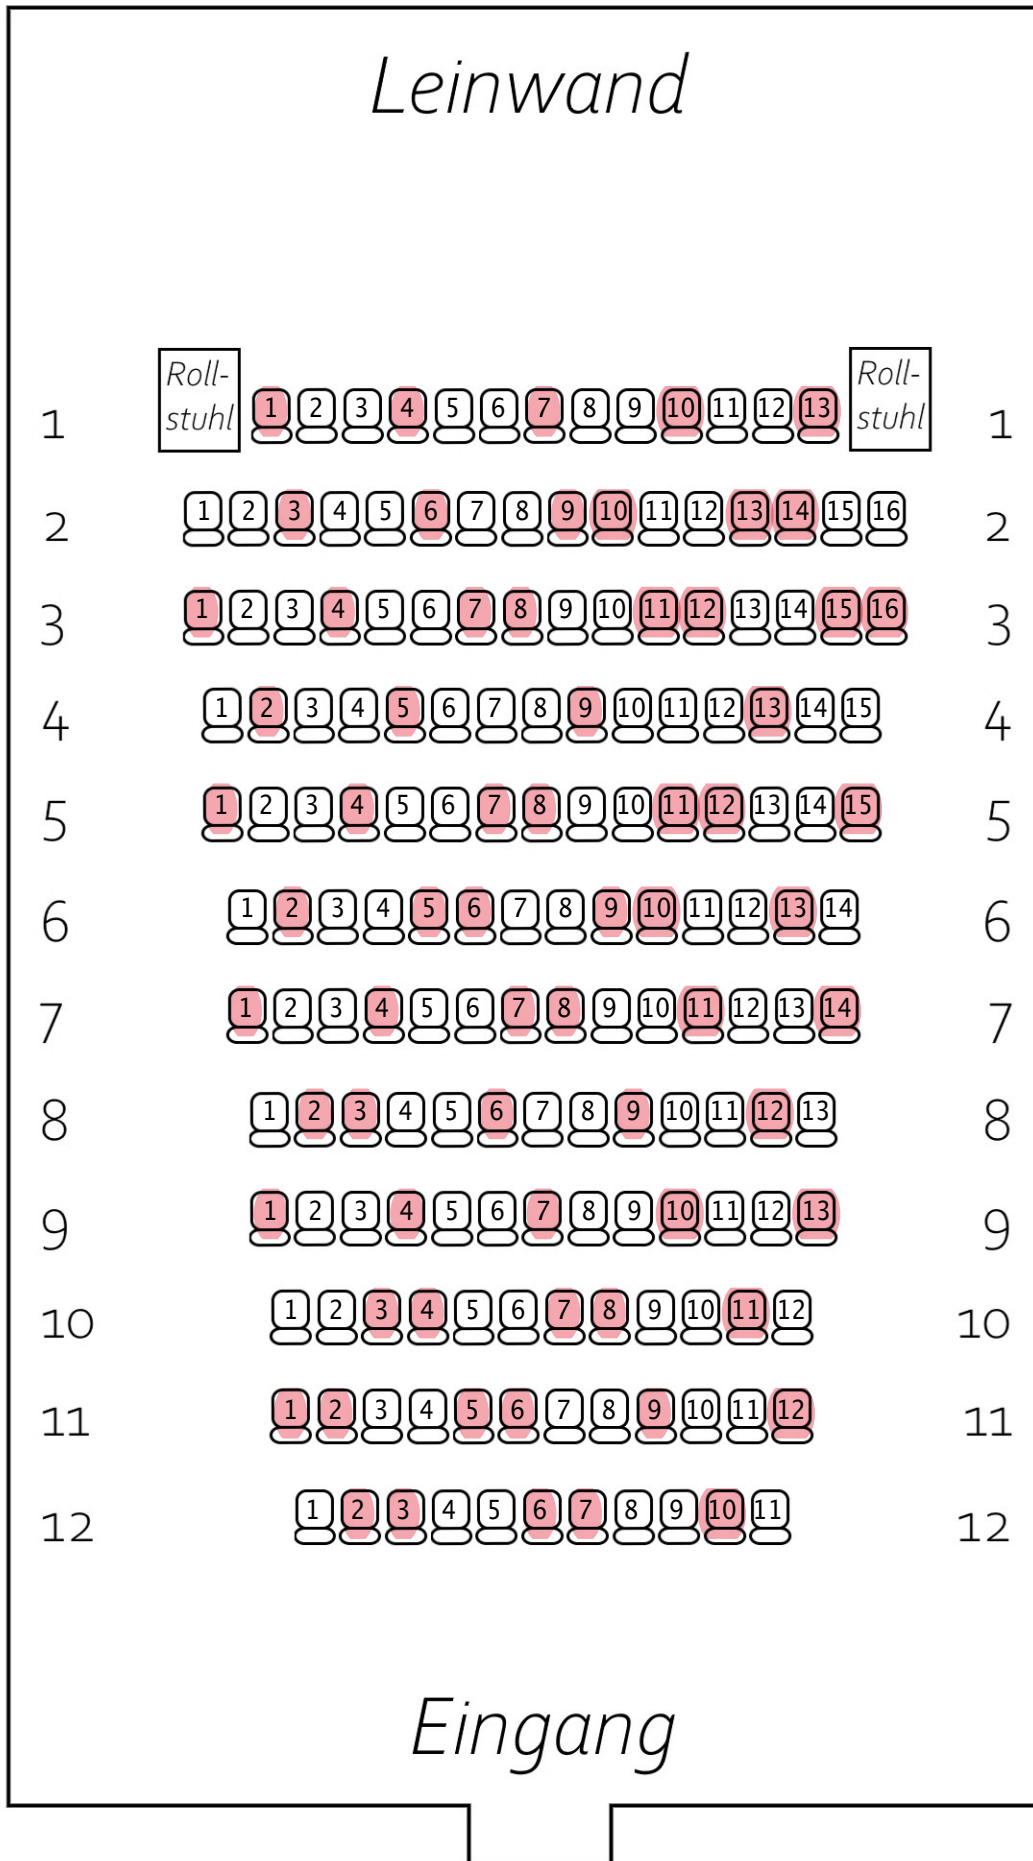 Leinwand
Roll-
stuhl
Roll-
stuhl
1 1 2 3 4 5 6 7 8 9 10 11 12 13 1
2 1 2 3 4 5 6 7 8 9 10 11 12 13 14 15 16 2
3 1 2 3 4 5 6 7 8 9 10 11 12 13 14 15 16 3
4 1 2 3 4 5 6 7 8 9 10 11 12 13 14 15 4
5 1 2 3 4 5 6 7 8 9 10 11 12 13 14 15 5
6 1 2 3 4 5 6 7 8 9 10 11 12 13 14 6
7 1 2 3 4 5 6 7 8 9 10 11 12 13 14 7
8 1 2 3 4 5 6 7 8 9 10 11 12 13 8
9 1 2 3 4 5 6 7 8 9 10 11 12 13 9
10 1 2 3 4 5 6 7 8 9 10 11 12 10
11 1 2 3 4 5 6 7 8 9 10 11 12 11
12 1 2 3 4 5 6 7 8 9 10 11 12
Eingang